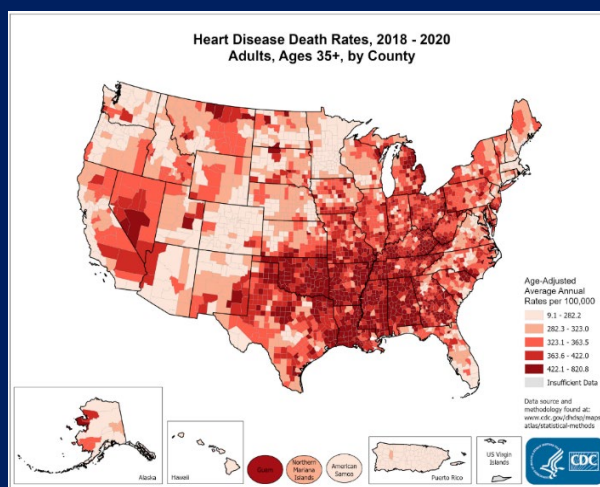 Heart Disease Death Rates, 2018 - 2020
Adults, Ages 35+, by County
Age-Adjusted
Average Annual
Rates per 100,000
9.1 - 282.2
282.3 - 323.0
323.1 - 363.5
363.6 - 422.0
422.1 - 820.8
Insufficient Data
Data source and
methodology found at:
www.cdc.gov/dhdsp/maps
atlas/statistical-methods
Alaska
Hawaii
Guam
Northern
Mariana
Islands
American
Samoa
Puerto Rico
US Virgin
Islands
CDC